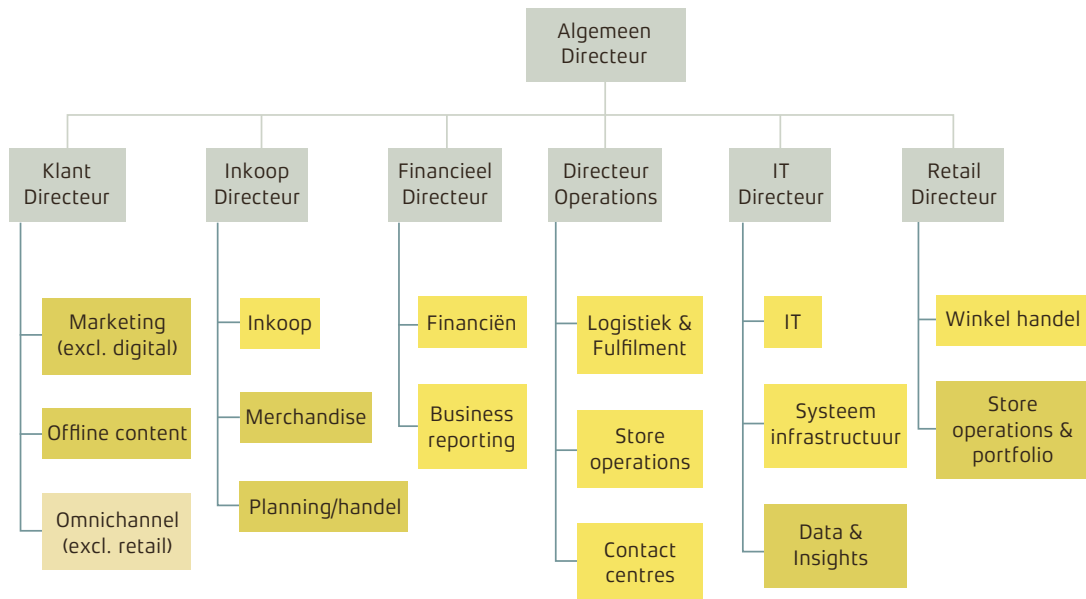 Algemeen
Directeur
Klant
Directeur
Inkoop
Directeur
Financieel
Directeur
Directeur
Operations
IT
Directeur
Retail
Directeur
Marketing
(excl. digital)
Offline content
Omnichannel
(excl. retail)
Inkoop
Merchandise
Planning/handel
Financiën
Business
reporting
Logistiek &
Fulfilment
Store
operations
Contact
centres
IT
Systeem
infrastructuur
Data &
Insights
Winkel handel
Store
operations &
portfolio